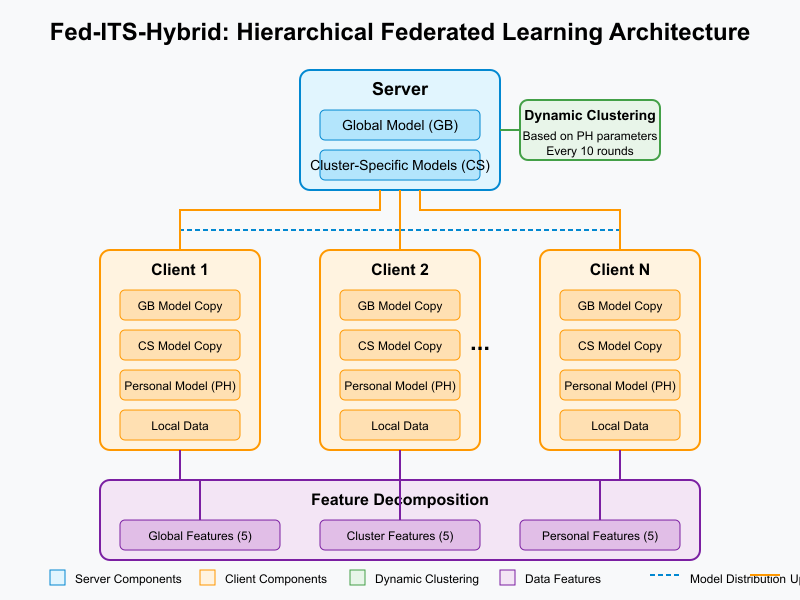 Fed-ITS-Hybrid: Hierarchical Federated Learning Architecture
Server
Global Model (GB)
Cluster-Specific Models (CS)
Dynamic Clustering
Based on PH parameters
Every 10 rounds
Client 1
GB Model Copy
CS Model Copy
Personal Model (PH)
Local Data
Client 2
GB Model Copy
CS Model Copy
Personal Model (PH)
Local Data
...
Client N
GB Model Copy
CS Model Copy
Personal Model (PH)
Local Data
Feature Decomposition
Global Features (5)
Cluster Features (5)
Personal Features (5)
Server Components
Client Components
Dynamic Clustering
Data Features
Model Distribution